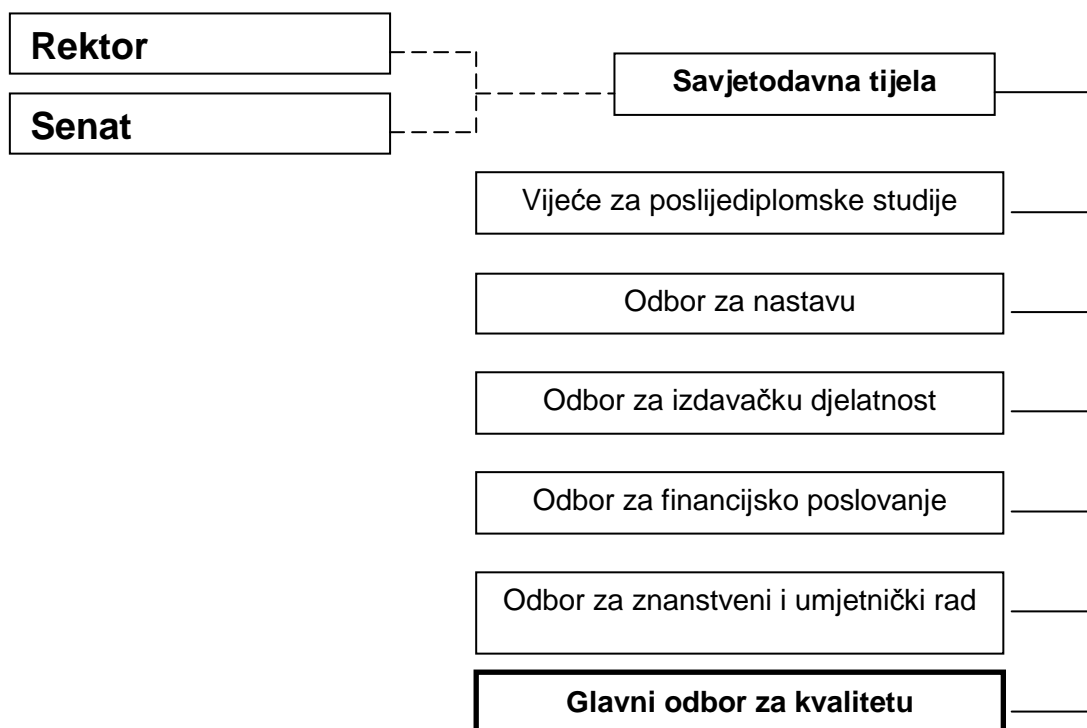 Rektor
Senat
Savjetodavna tijela
Vijeće za poslijediplomske studije
Odbor za nastavu
Odbor za izdavačku djelatnost
Odbor za financijsko poslovanje
Odbor za znanstveni i umjetnički rad
Glavni odbor za kvalitetu